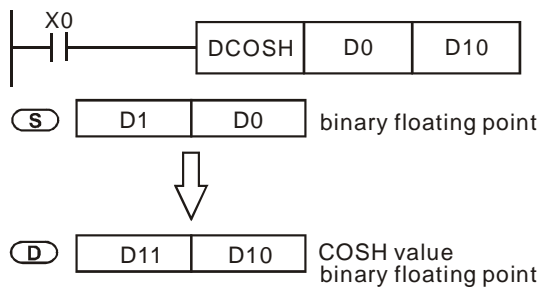 X0
DCOSH D0 D10
S D1 D0 binary floating point
D D11 D10 COSH value
binary floating point